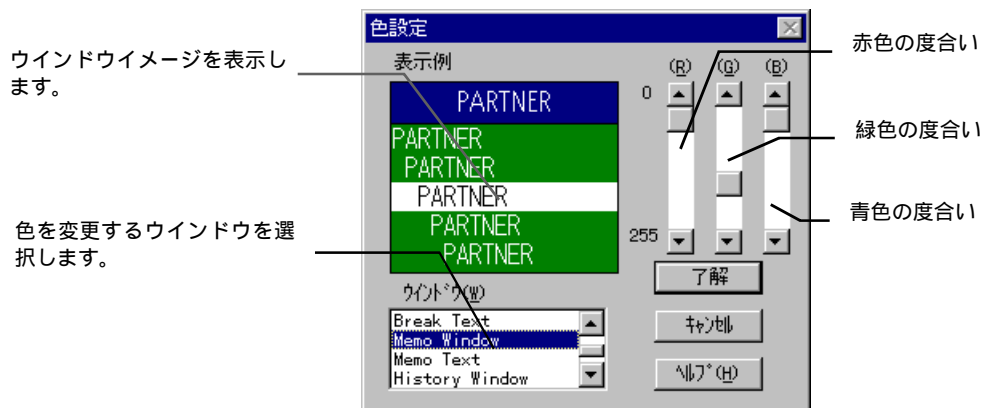 色設定
ウインドウイメージを表示し
ます。
表示例
(R) (G) (B)
赤色の度合い
0
PARTNER
PARTNER
PARTNER
PARTNER
PARTNER
PARTNER
緑色の度合い
青色の度合い
255
色を変更するウインドウを選
択します。
了解
ｳｲﾝﾄﾞｳ(W)
Break Text
Memo Window
Memo Text
History Window
ｷｬﾝｾﾙ
ﾍﾙﾌﾟ(H)